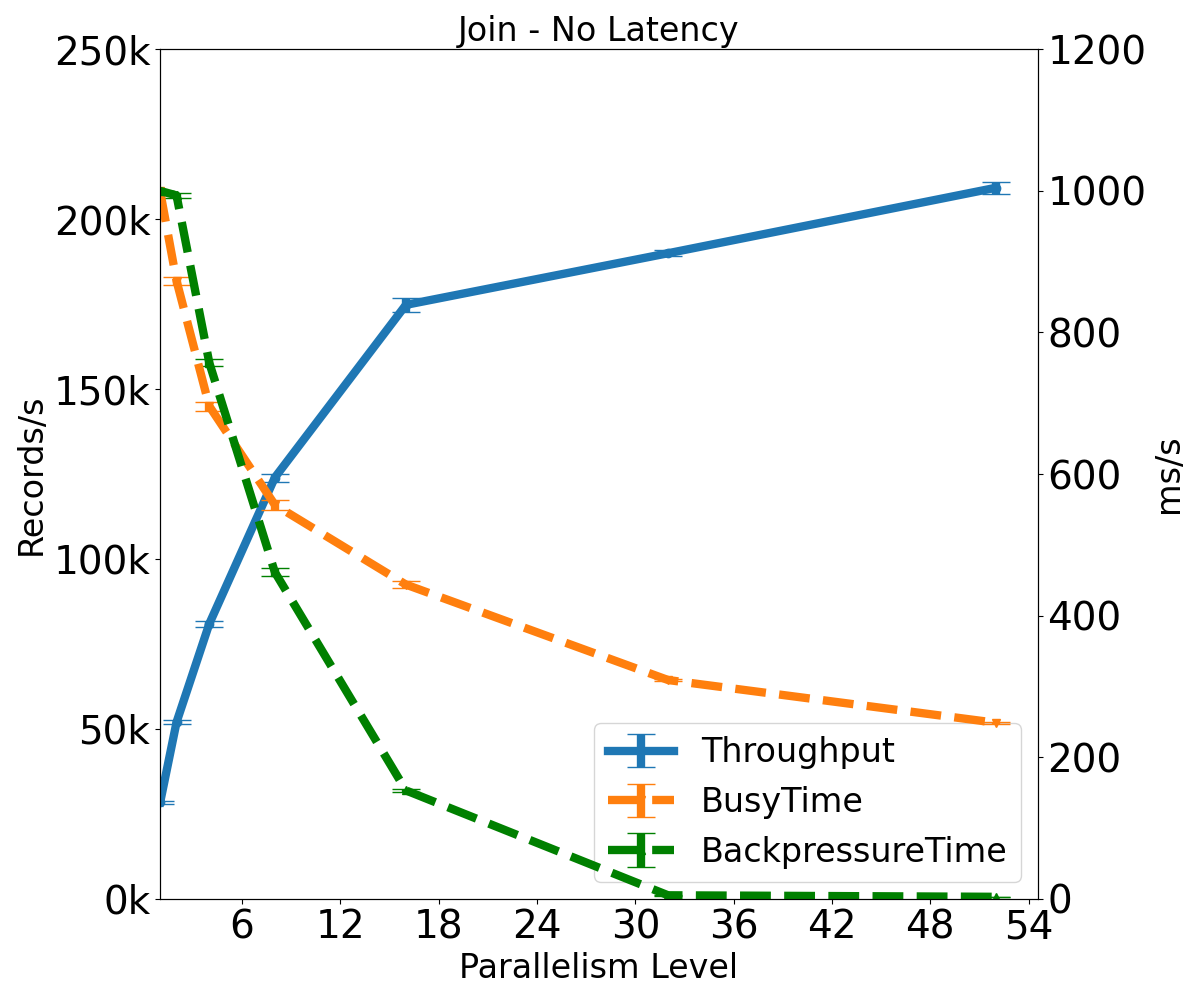 Join - No Latency
250k
200k
150k
100k
50k
0k
Records/s
1200
1000
800
600
400
200
0
ms/s
6 12 18 24 30 36 42 48 54
Parallelism Level
Throughput
BusyTime
BackpressureTime